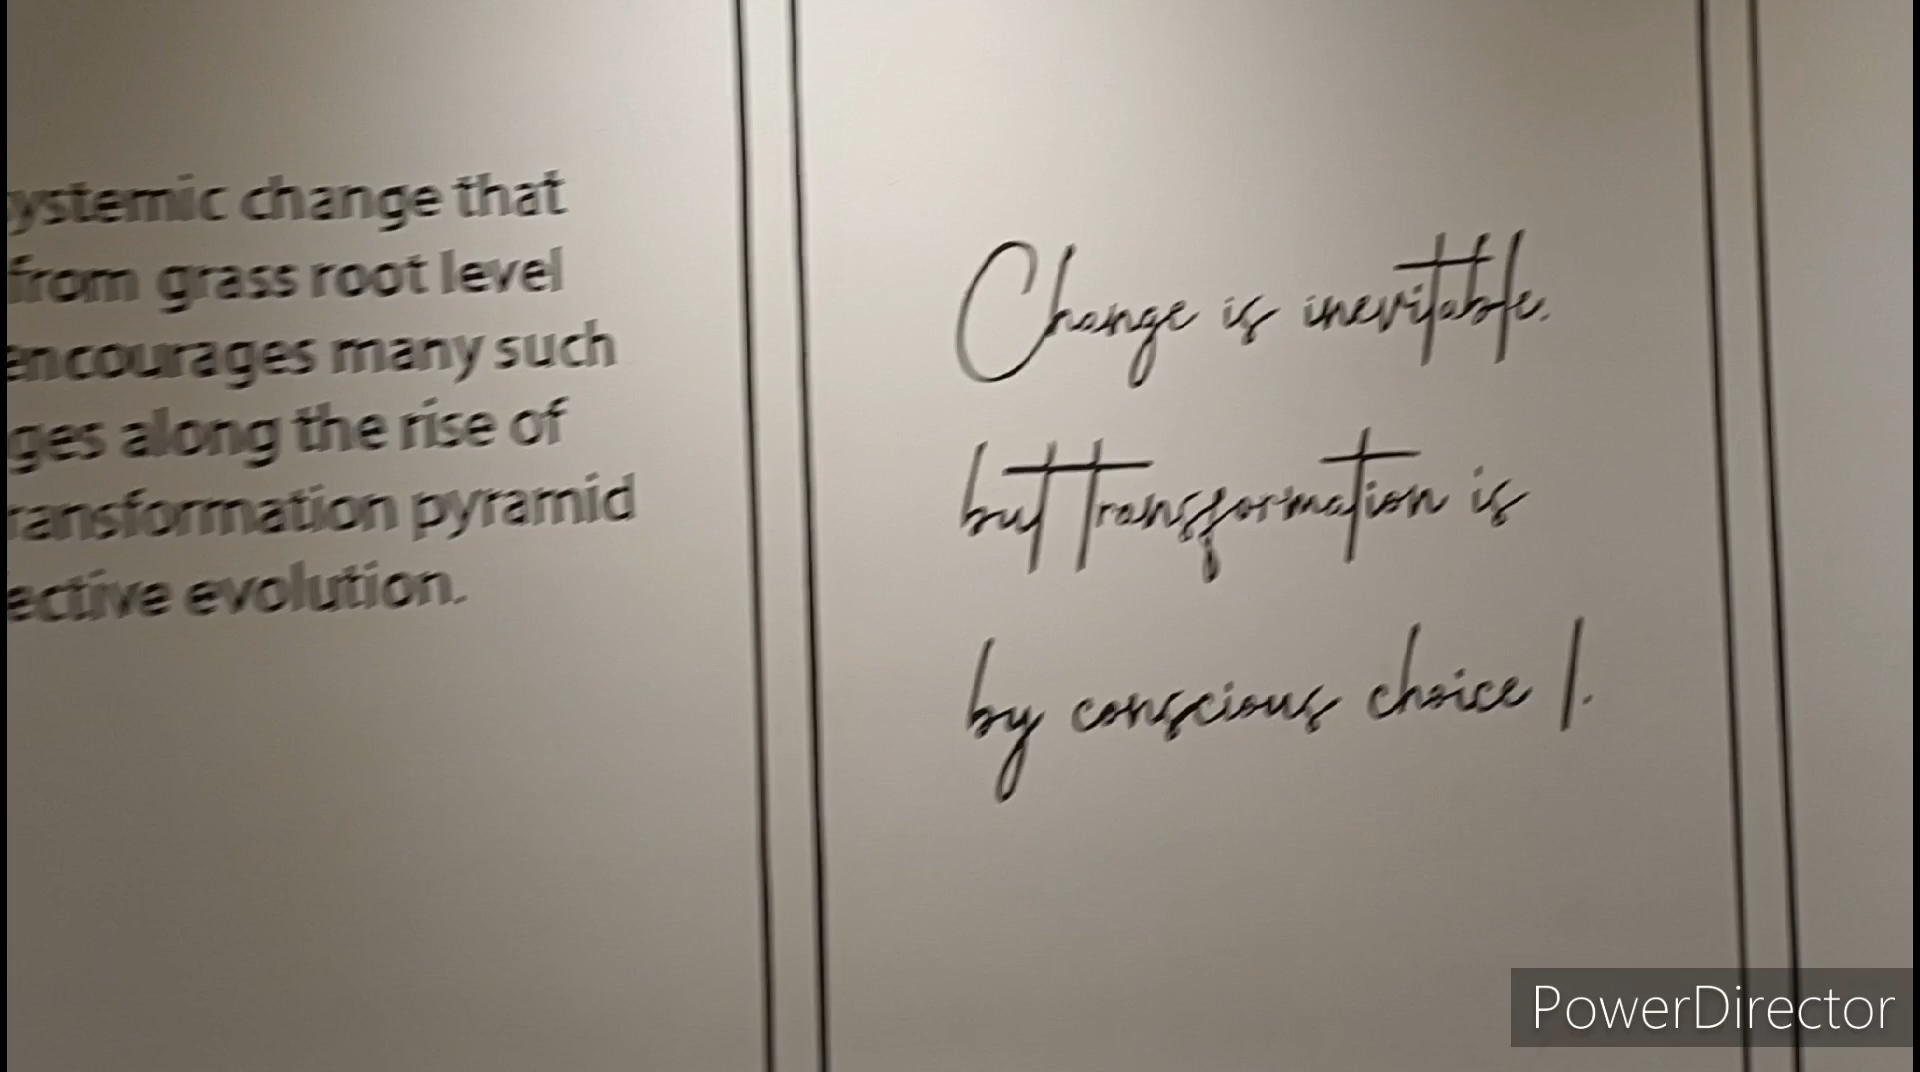 ystemic change that
from grass root level
encourages many such
ges along the rise of
ransformation pyramid
ective evolution.
Change is inevitable.
but transformation is
by conscious choice !.
PowerDirector